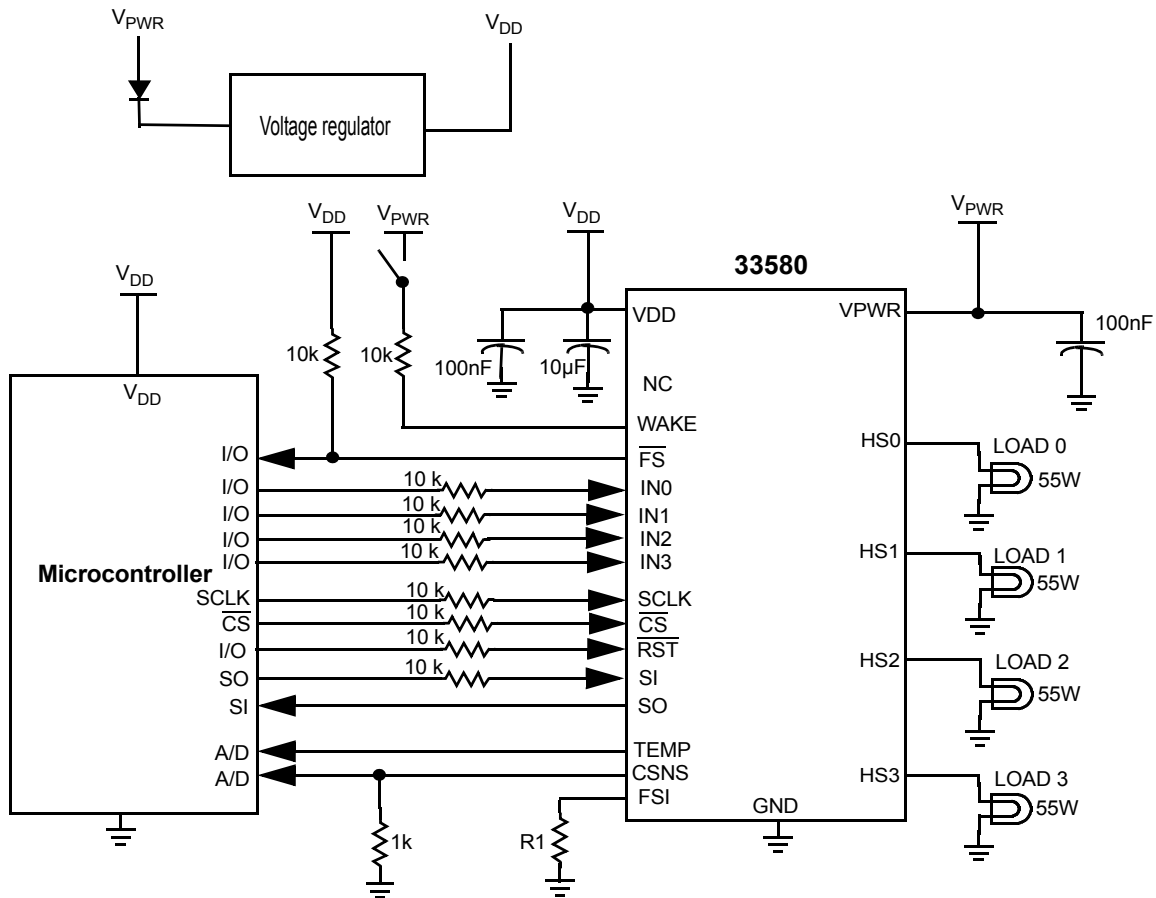 VPWR
VDD
Voltage regulator
VDD
VPWR
VDD
VPWR
33580
VDD
VDD
VPWR
100nF
10k
10k
100nF
10µF
VDD
NC
WAKE
HS0
LOAD 0
I/O
FS
55W
I/O
10 k
IN0
I/O
10 k
IN1
I/O
10 k
IN2
I/O
10 k
IN3
HS1
LOAD 1
55W
Microcontroller
SCLK
10 k
SCLK
CS
10 k
CS
I/O
10 k
RST
HS2
LOAD 2
SO
10 k
SI
55W
SI
SO
A/D
TEMP
A/D
CSNS
HS3
LOAD 3
FSI
55W
GND
1k
R1